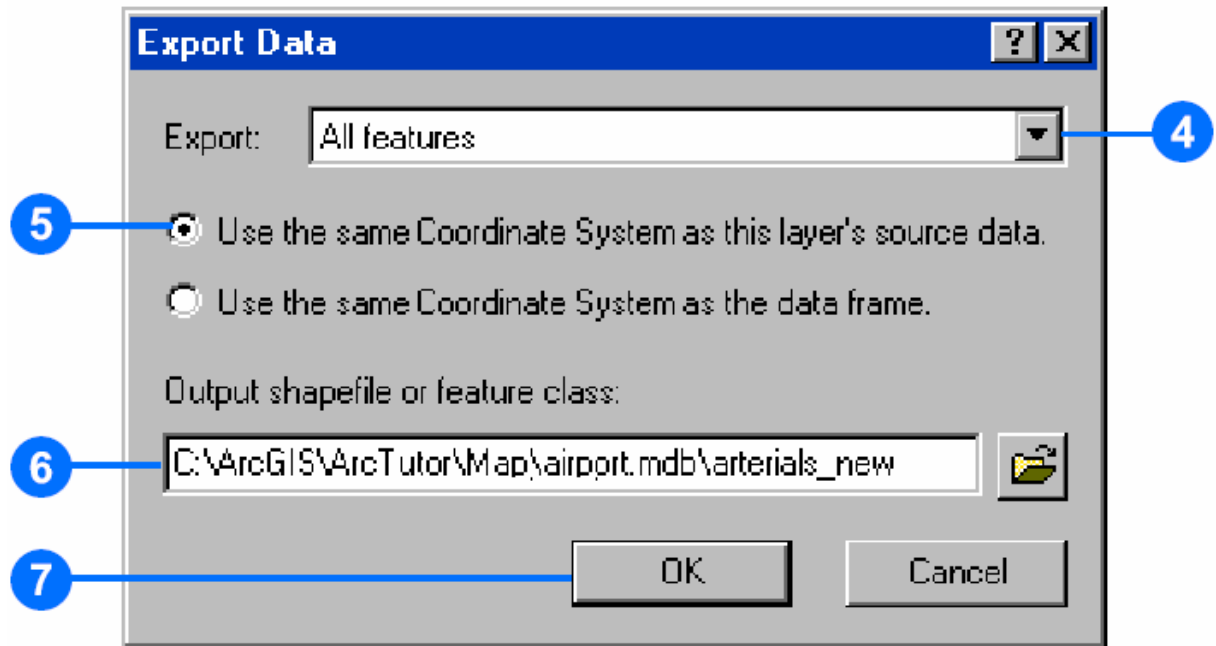 Export Data ? X
Export: All features 4
5 Use the same Coordinate System as this layer's source data.
Use the same Coordinate System as the data frame.
Output shapefile or feature class:
6 C:\ArcGIS\ArcTutor\Map\airport.mdb\arterials_new
7 OK Cancel